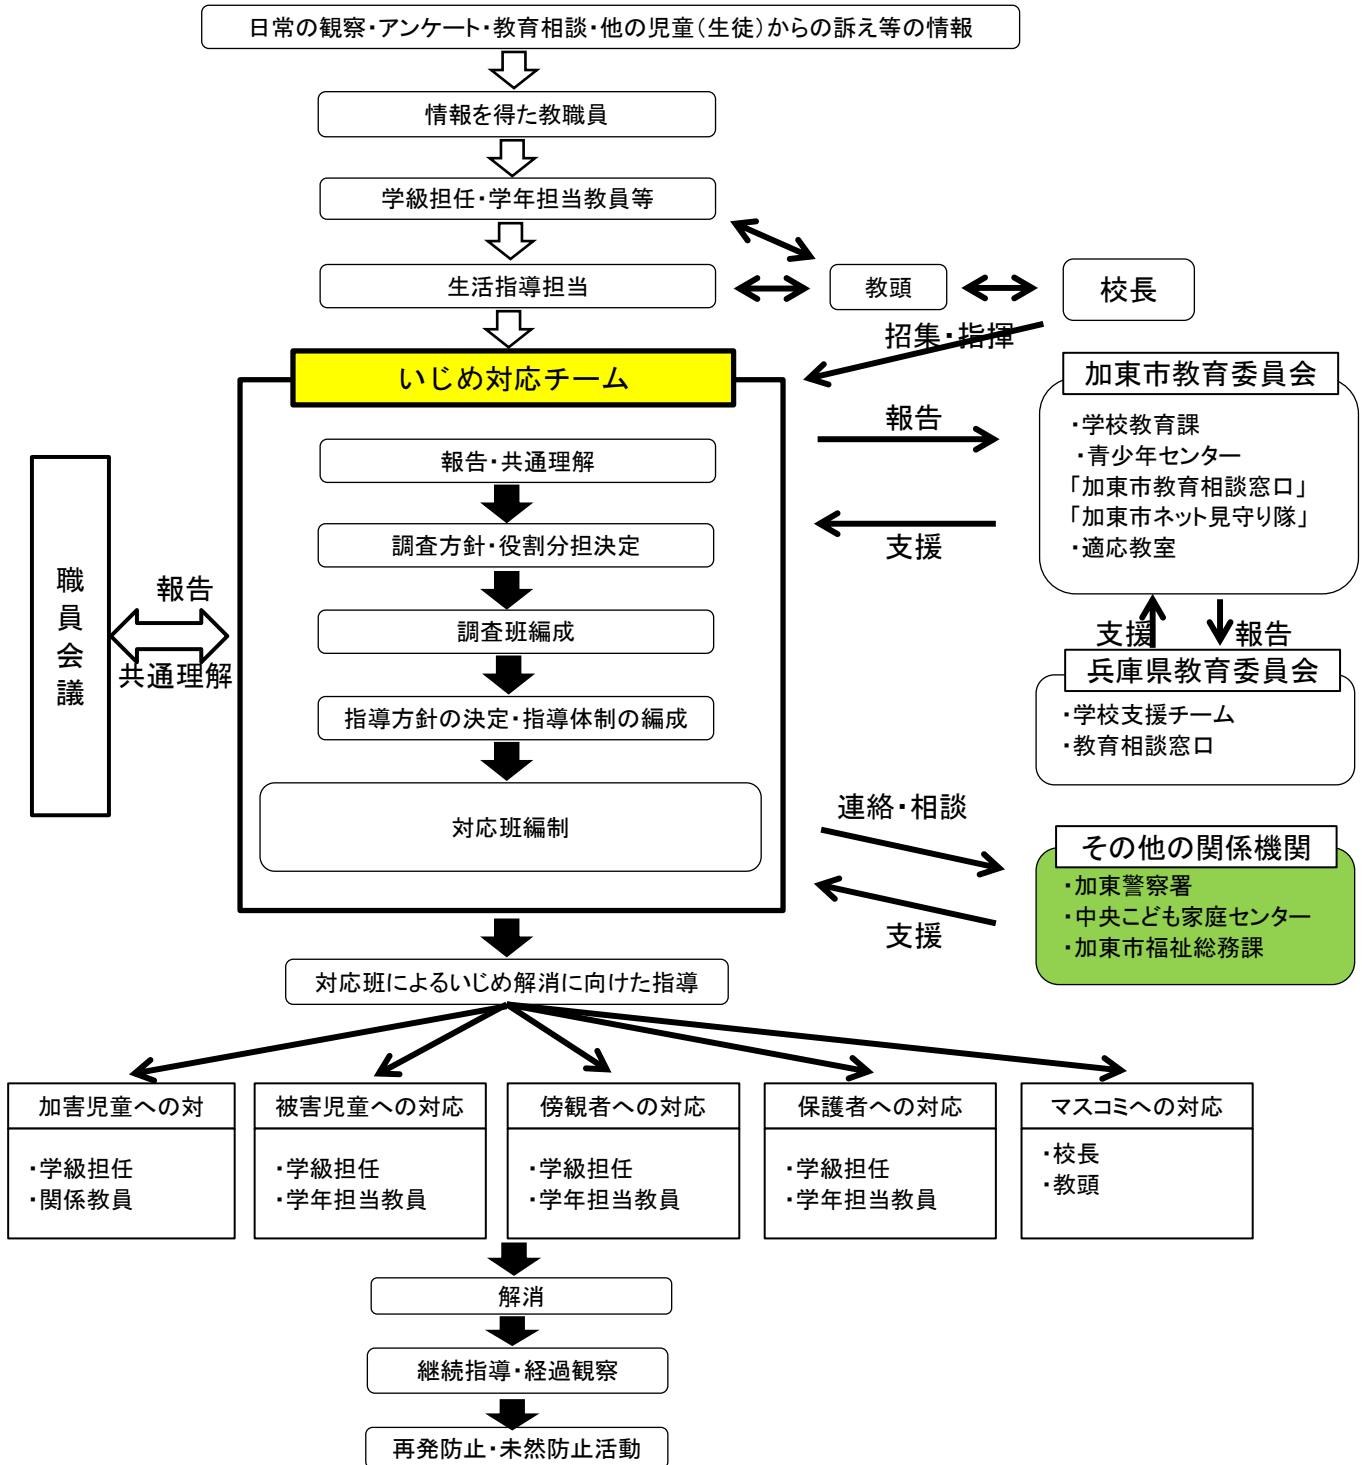 日常の観察・アンケート・教育相談・他の児童（生徒）からの訴え等の情報
情報を得た教職員
学級担任・学年担当教員等
生活指導担当
教頭
校長
招集・指揮
いじめ対応チーム
報告・共通理解
調査方針・役割分担決定
調査班編成
指導方針の決定・指導体制の編成
対応班編制
職員会議
報告
共通理解
報告
支援
加東市教育委員会
・学校教育課
・青少年センター
「加東市教育相談窓口」
「加東市ネット見守り隊」
・適応教室
支援
報告
兵庫県教育委員会
・学校支援チーム
・教育相談窓口
連絡・相談
支援
その他の関係機関
・加東警察署
・中央こども家庭センター
・加東市福祉総務課
対応班によるいじめ解消に向けた指導
加害児童への対
・学級担任
・関係教員
被害児童への対応
・学級担任
・学年担当教員
傍観者への対応
・学級担任
・学年担当教員
保護者への対応
・学級担任
・学年担当教員
マスコミへの対応
・校長
・教頭
解消
継続指導・経過観察
再発防止・未然防止活動